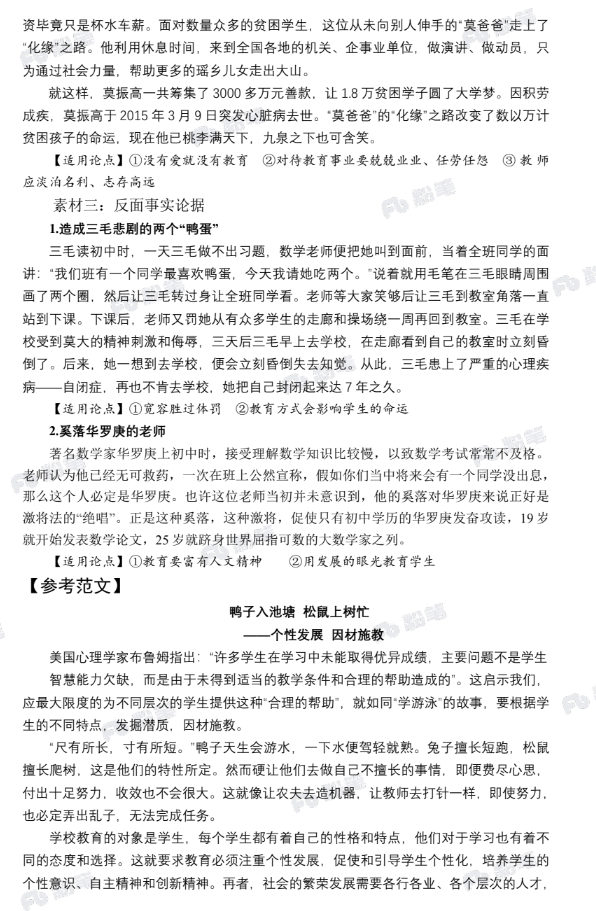 资毕竟只是杯水车薪。面对数量众多的贫困学生，这位从未向别人伸手的“莫爸爸”走上了
“化缘”之路。他利用休息时间，来到全国各地的机关、企事业单位，做演讲、做动员，只
为通过社会力量，帮助更多的瑶乡儿女走出大山。
就这样，莫振高一共筹集了 3000 多万元善款，让 1.8 万贫困学子圆了大学梦。因积劳
成疾，莫振高于 2015 年 3 月 9 日突发心脏病去世。“莫爸爸”的“化缘”之路改变了数以万计
贫困孩子的命运，现在他已桃李满天下，九泉之下也可含笑。
【适用论点】①没有爱就没有教育 ②对待教育事业要兢兢业业、任劳任怨 ③ 教 师
应淡泊名利、志存高远
素材三：反面事实论据
1.造成三毛悲剧的两个“鸭蛋”
三毛读初中时，一天三毛做不出习题，数学老师便把她叫到面前，当着全班同学的面
讲：“我们班有一个同学最喜欢鸭蛋，今天我请她吃两个。”说着就用毛笔在三毛眼睛周围
画了两个圈，然后让三毛转过身让全班同学看。老师等大家笑够后让三毛到教室角落一直
站到下课。下课后，老师又罚她从有众多学生的走廊和操场绕一周再回到教室。三毛在学
校受到莫大的精神刺激和侮辱，三天后三毛早上去学校，在走廊看到自己的教室时立刻昏
倒了。后来，她一想到去学校，便会立刻昏倒失去知觉。从此，三毛患上了严重的心理疾
病——自闭症，再也不肯去学校，她把自己封闭起来达 7 年之久。
【适用论点】①宽容胜过体罚 ②教育方式会影响学生的命运
2.奚落华罗庚的老师
著名数学家华罗庚上初中时，接受理解数学知识比较慢，以致数学考试常常不及格。
老师认为他已经无可救药，一次在班上公然宣称，假如你们当中将来会有一个同学没出息，
那么这个人必定是华罗庚。也许这位老师当初并未意识到，他的奚落对华罗庚来说正好是
激将法的“绝唱”。正是这种奚落，这种激将，促使只有初中学历的华罗庚发奋攻读，19 岁
就开始发表数学论文，25 岁就跻身世界屈指可数的大数学家之列。
【适用论点】①教育要富有人文精神 ②用发展的眼光教育学生
【参考范文】
鸭子入池塘 松鼠上树忙
——个性发展 因材施教
美国心理学家布鲁姆指出：“许多学生在学习中未能取得优异成绩，主要问题不是学生
智慧能力欠缺，而是由于未得到适当的教学条件和合理的帮助造成的”。这启示我们，
应最大限度的为不同层次的学生提供这种“合理的帮助”，就如同“学游泳”的故事，要根据学
生的不同特点，发掘潜质，因材施教。
“尺有所长，寸有所短。”鸭子天生会游水，一下水便驾轻就熟。兔子擅长短跑，松鼠
擅长爬树，这是他们的特性所定。然而硬让他们去做自己不擅长的事情，即便费尽心思，
付出十足努力，收效也不会很大。这就像让农夫去造机器，让教师去打针一样，即使努力，
也必定弄出乱子，无法完成任务。
学校教育的对象是学生，每个学生都有着自己的性格和特点，他们对于学习也有着不
同的态度和选择。这就要求教育必须注重个性发展，促使和引导学生个性化，培养学生的
个性意识、自主精神和创新精神。再者，社会的繁荣发展需要各行各业、各个层次的人才，